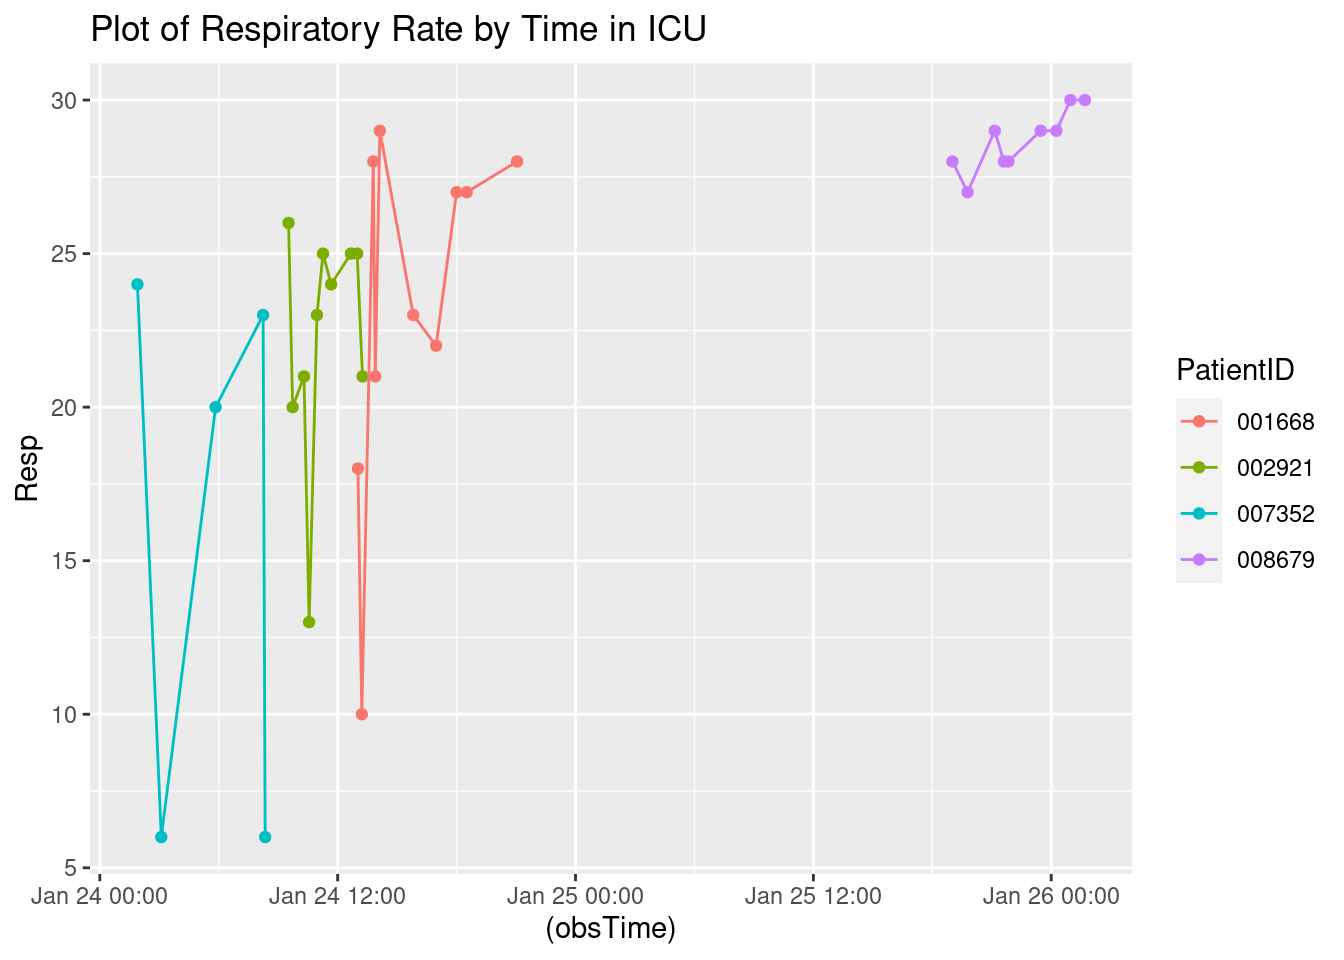 Plot of Respiratory Rate by Time in ICU
30
25
20
15
10
5
Resp
Jan 24 00:00
Jan 24 12:00
Jan 25 00:00
Jan 25 12:00
Jan 26 00:00
(obsTime)
PatientID
001668
002921
007352
008679